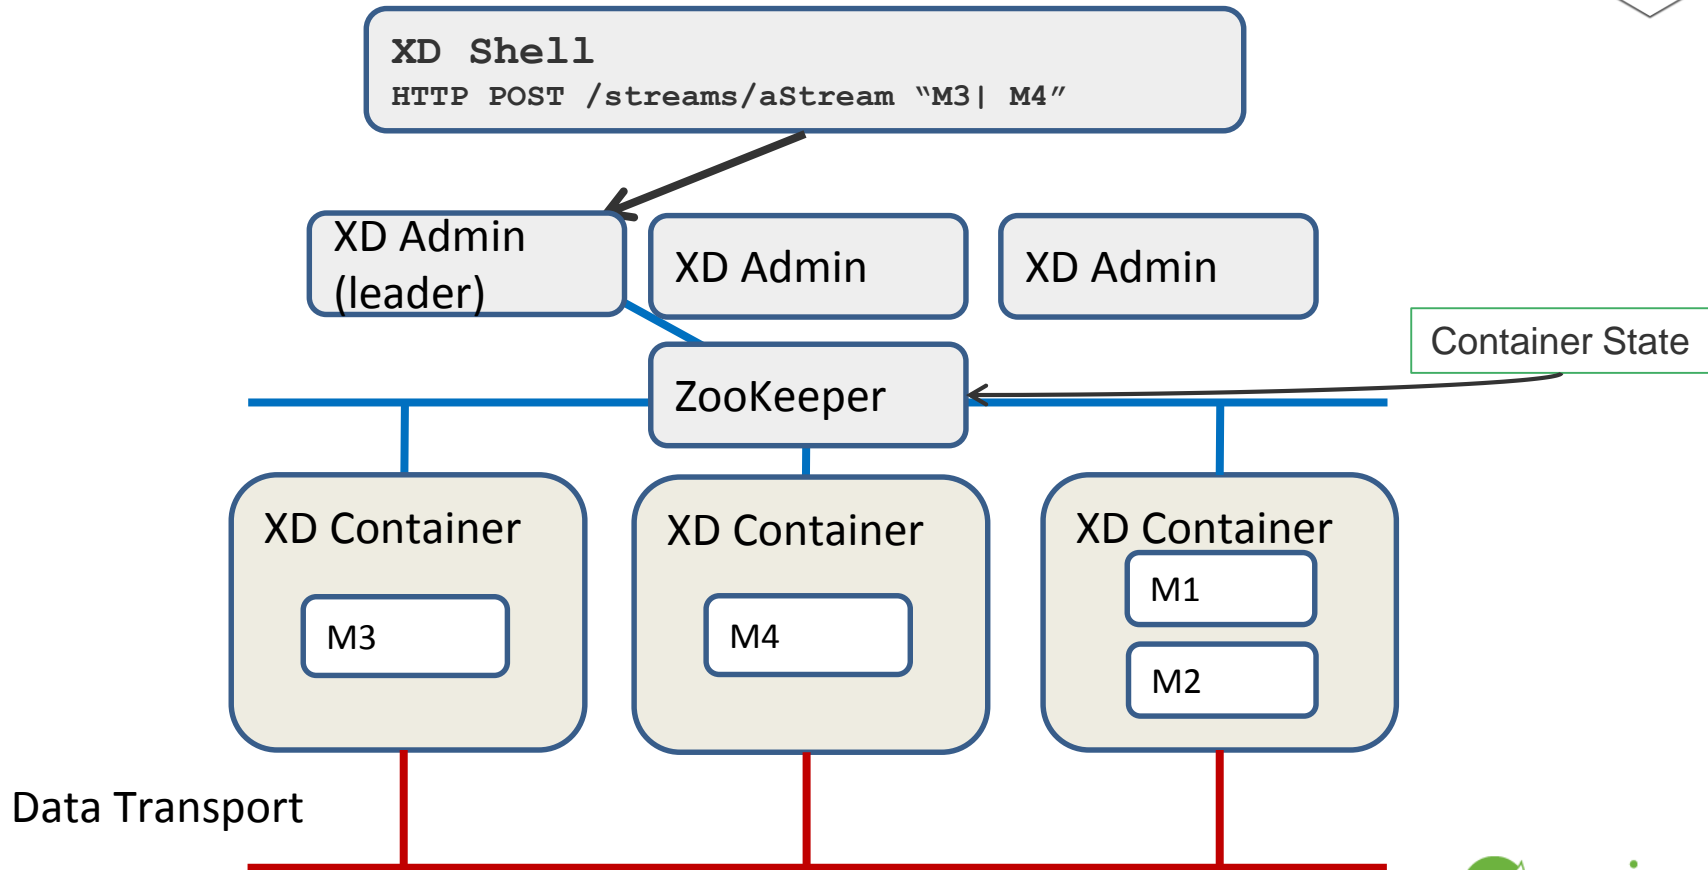 XD Shell
HTTP POST /streams/aStream “M3| M4”
XD Admin
(leader)
XD Admin
XD Admin
Container State
ZooKeeper
XD Container
XD Container
XD Container
M3
M4
M1
M2
Data Transport